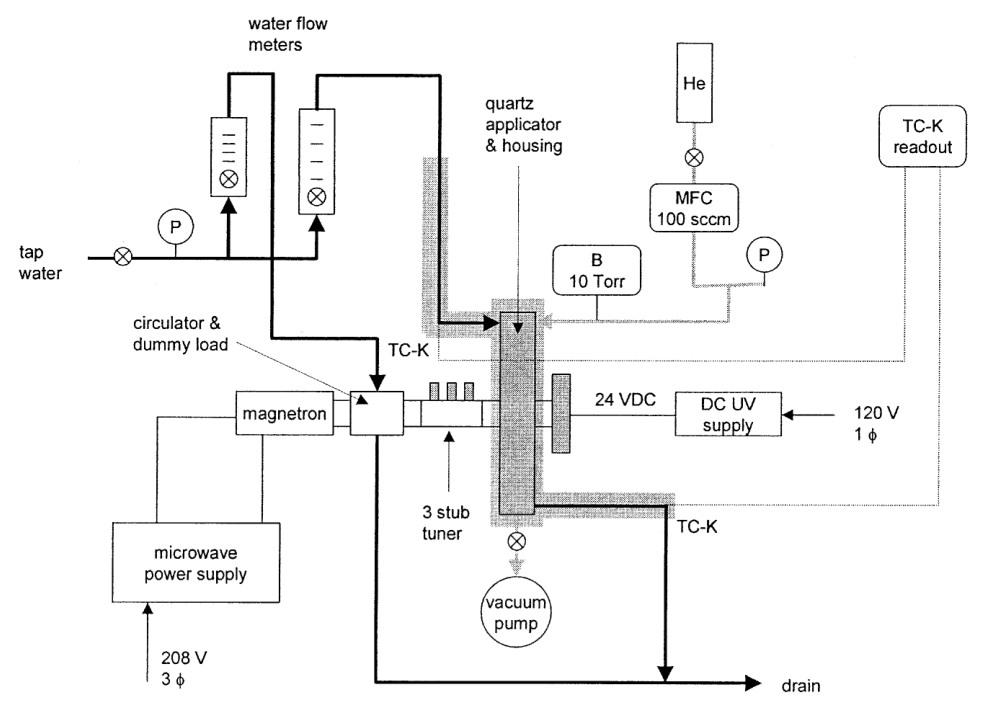 water flow
meters
He
quartz
applicator
& housing
TC-K
readout
MFC
100 sccm
P
P
tap
water
B
10 Torr
circulator &
dummy load
TC-K
magnetron
24 VDC
DC UV
supply
120 V
1 ϕ
3 stub
tuner
TC-K
microwave
power supply
vacuum
pump
208 V
3 ϕ
drain